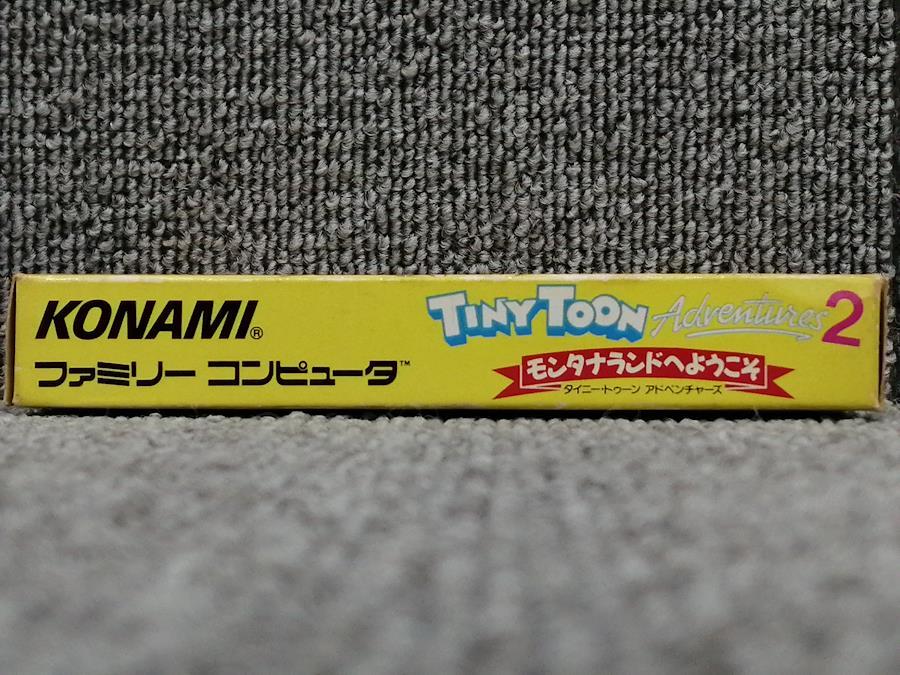 KONAMI®
ファミリー コンピュータ™
TINY TOON Adventures 2
モンタナランドへようこそ
タイニー・トゥーン アドベンチャーズ